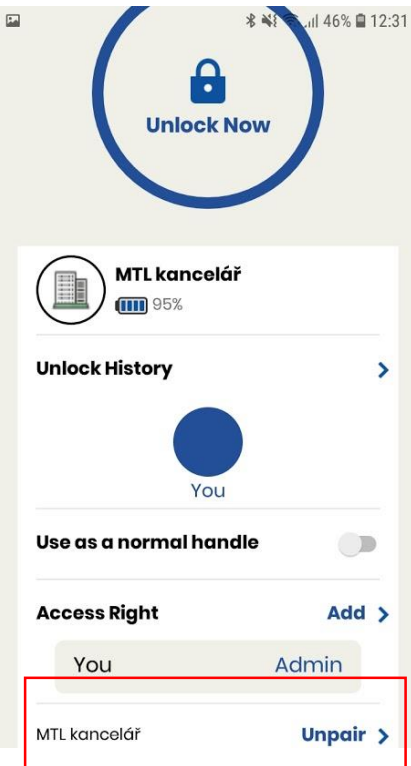 46% 12:31
Unlock Now
MTL kancelář
95%
Unlock History
You
Use as a normal handle
Access Right Add
You Admin
MTL kancelář Unpair